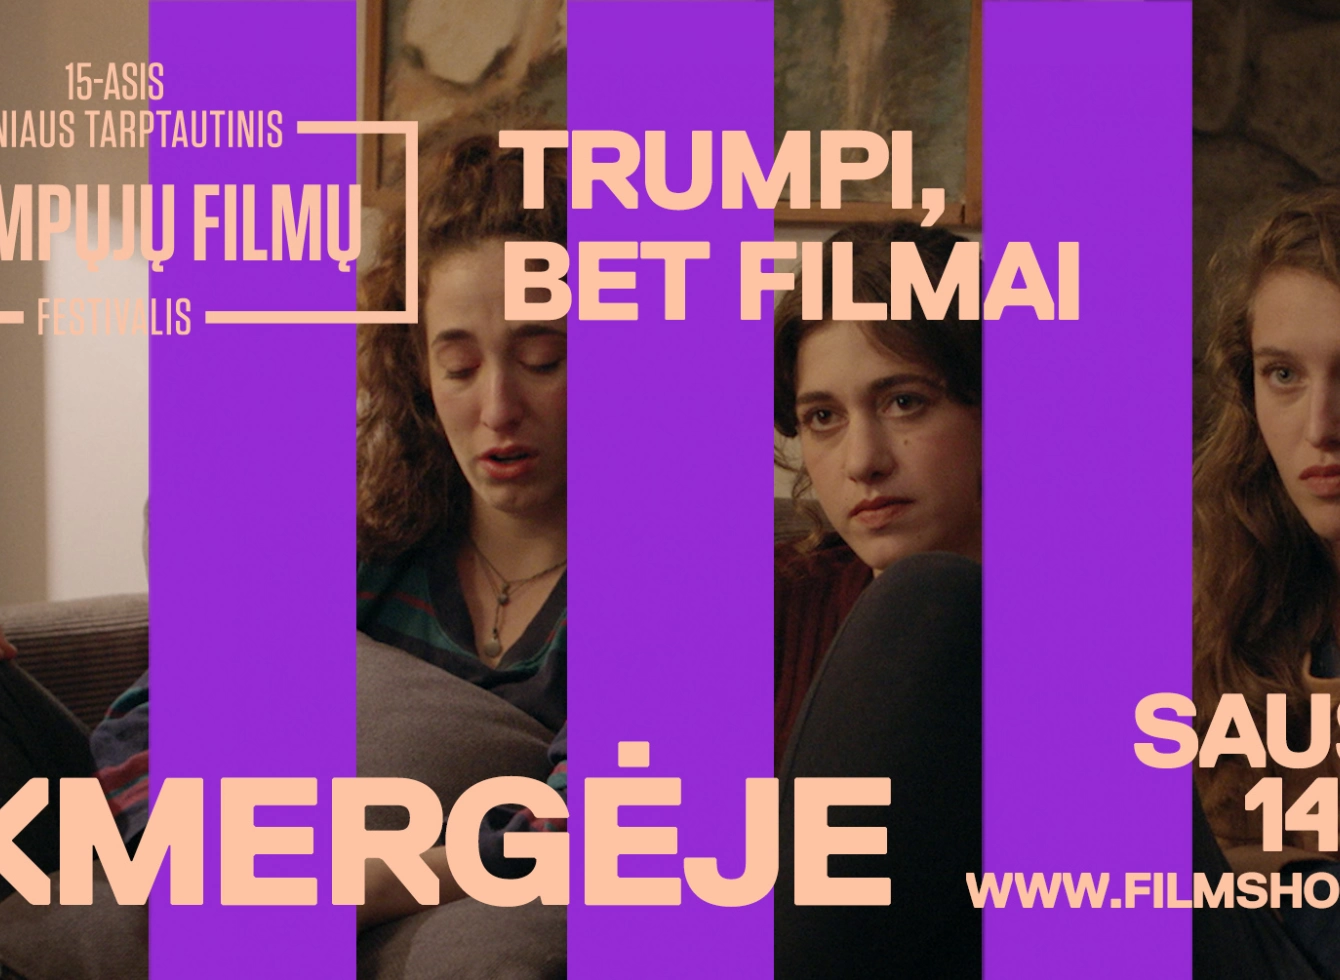 15-ASIS
NIAUS TARPTAUTINIS
MPŲJŲ FILMŲ
FESTIVALIS
TRUMPI,
BET FILMAI
KMERGĖJE
SAUS
14
WWW.FILMSHO